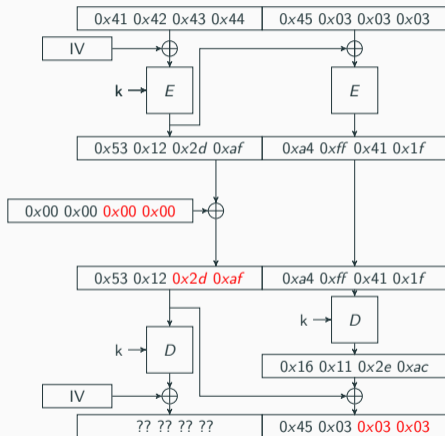 0x41 0x42 0x43 0x44 0x45 0x03 0x03 0x03
IV
k E E
0x53 0x12 0x2d 0xaf 0xa4 0xff 0x41 0x1f
0x00 0x00 0x00 0x00
0x53 0x12 0x2d 0xaf 0xa4 0xff 0x41 0x1f
k D
k D
0x16 0x11 0x2e 0xac
IV
?? ?? ?? ?? 0x45 0x03 0x03 0x03